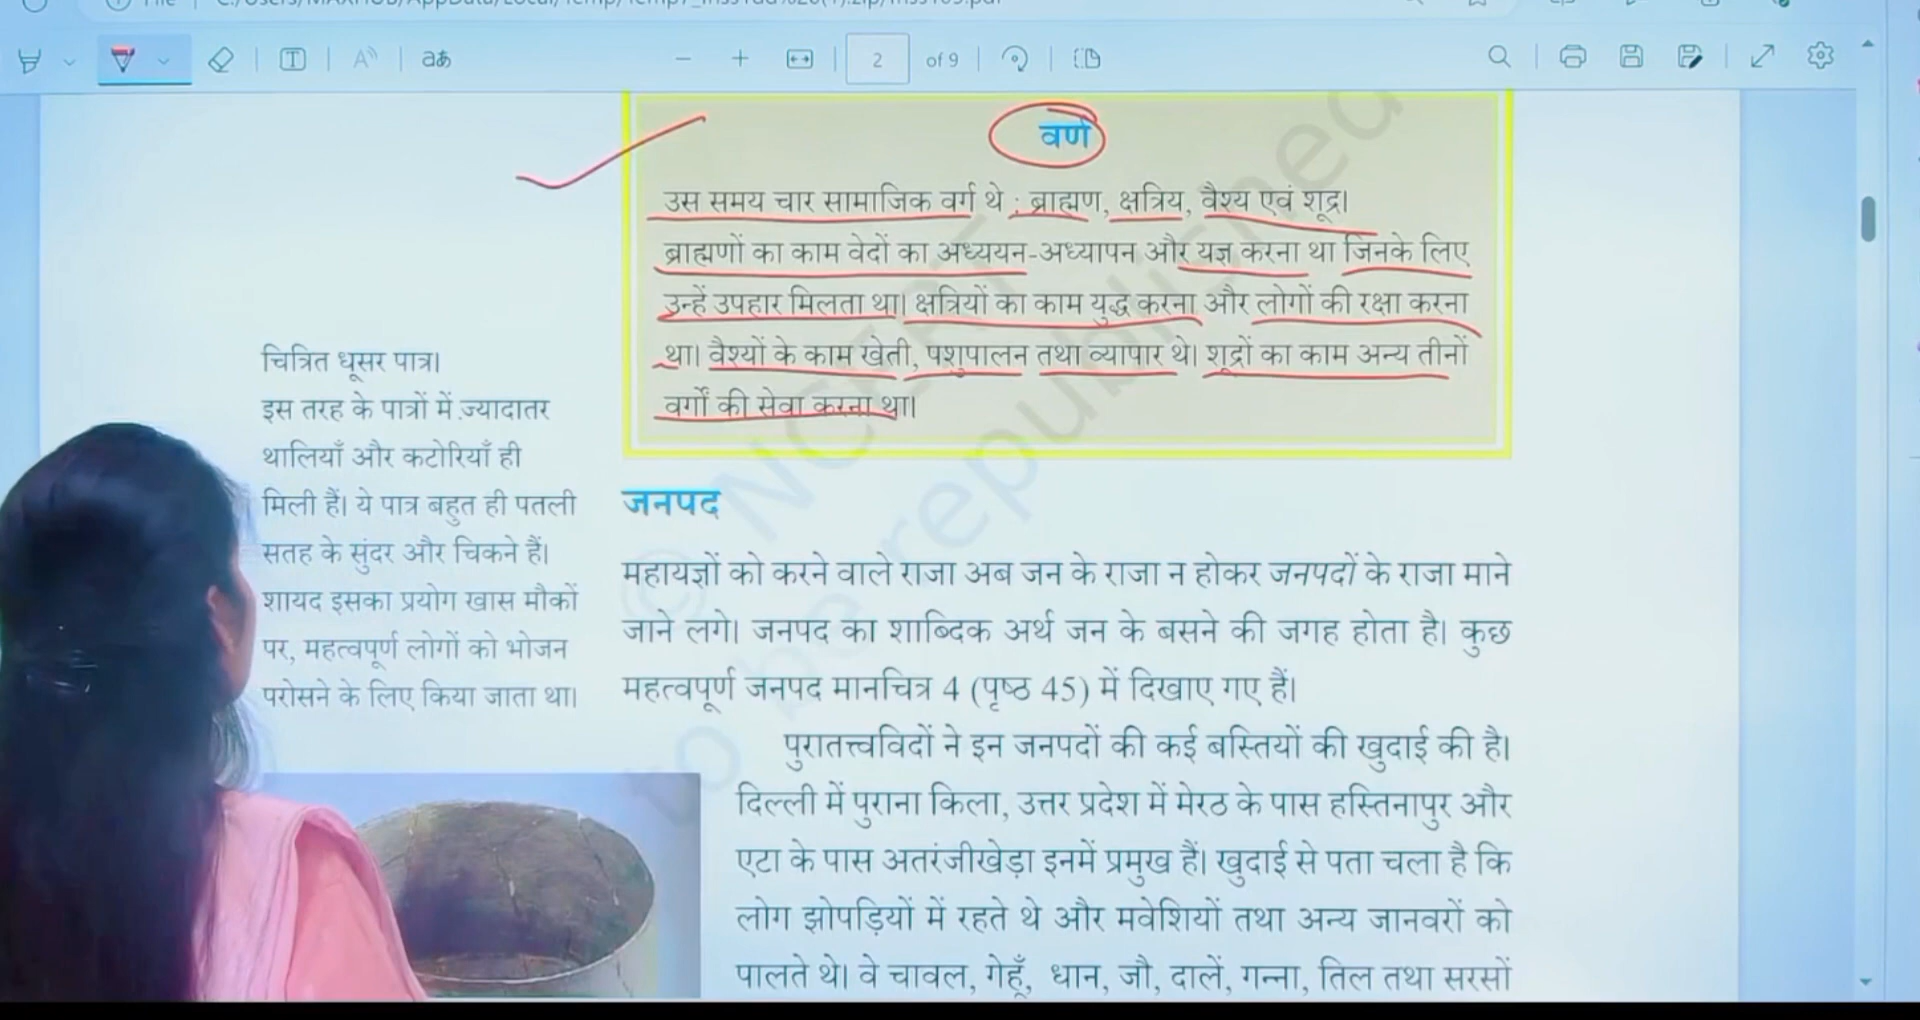 2 of 9
वर्ण
उस समय चार सामाजिक वर्ग थे : ब्राह्मण, क्षत्रिय, वैश्य एवं शूद्र।
ब्राह्मणों का काम वेदों का अध्ययन-अध्यापन और यज्ञ करना था जिनके लिए
उन्हें उपहार मिलता था। क्षत्रियों का काम युद्ध करना और लोगों की रक्षा करना
था। वैश्यों के काम खेती, पशुपालन तथा व्यापार थे। शूद्रों का काम अन्य तीनों
वर्गों की सेवा करना था।
चित्रित धूसर पात्र।
इस तरह के पात्रों में ज़्यादातर
थालियाँ और कटोरियाँ ही
मिली हैं। ये पात्र बहुत ही पतली
सतह के सुंदर और चिकने हैं।
शायद इसका प्रयोग खास मौकों
पर, महत्वपूर्ण लोगों को भोजन
परोसने के लिए किया जाता था।
जनपद
महायज्ञों को करने वाले राजा अब जन के राजा न होकर जनपदों के राजा माने
जाने लगे। जनपद का शाब्दिक अर्थ जन के बसने की जगह होता है। कुछ
महत्वपूर्ण जनपद मानचित्र 4 (पृष्ठ 45) में दिखाए गए हैं।
पुरातत्त्वविदों ने इन जनपदों की कई बस्तियों की खुदाई की है।
दिल्ली में पुराना किला, उत्तर प्रदेश में मेरठ के पास हस्तिनापुर और
एटा के पास अतरंजीखेड़ा इनमें प्रमुख हैं। खुदाई से पता चला है कि
लोग झोपड़ियों में रहते थे और मवेशियों तथा अन्य जानवरों को
पालते थे। वे चावल, गेहूँ, धान, जौ, दालें, गन्ना, तिल तथा सरसों
© NCERT
to be republished